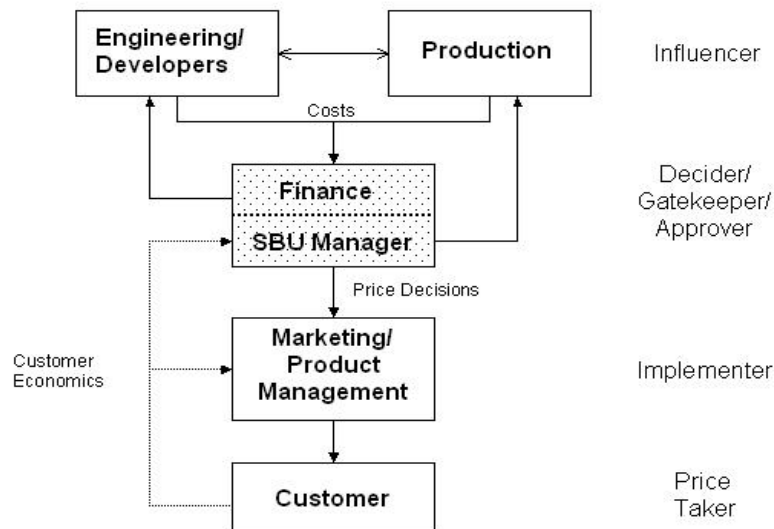 Engineering/
Developers
Production
Influencer
Costs
Finance
SBU Manager
Decider/
Gatekeeper/
Approver
Price Decisions
Customer
Economics
Marketing/
Product
Management
Implementer
Customer
Price
Taker